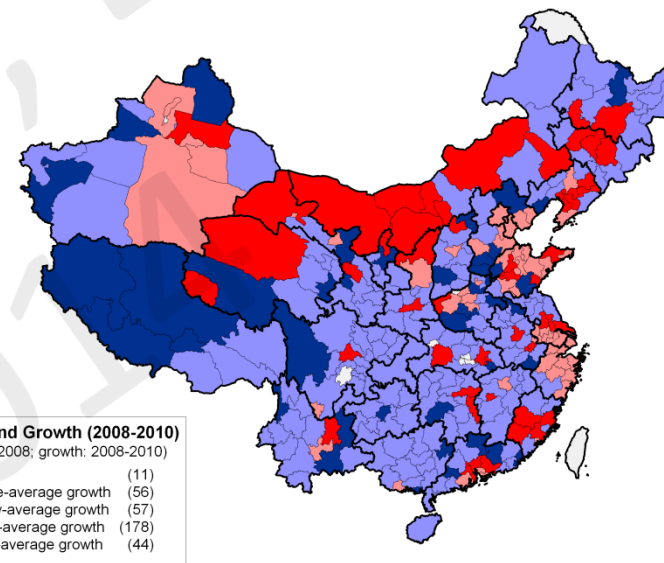 nd Growth (2008-2010)
2008; growth: 2008-2010)
(11)
e-average growth (56)
-average growth (57)
-average growth (178)
-average growth (44)
014